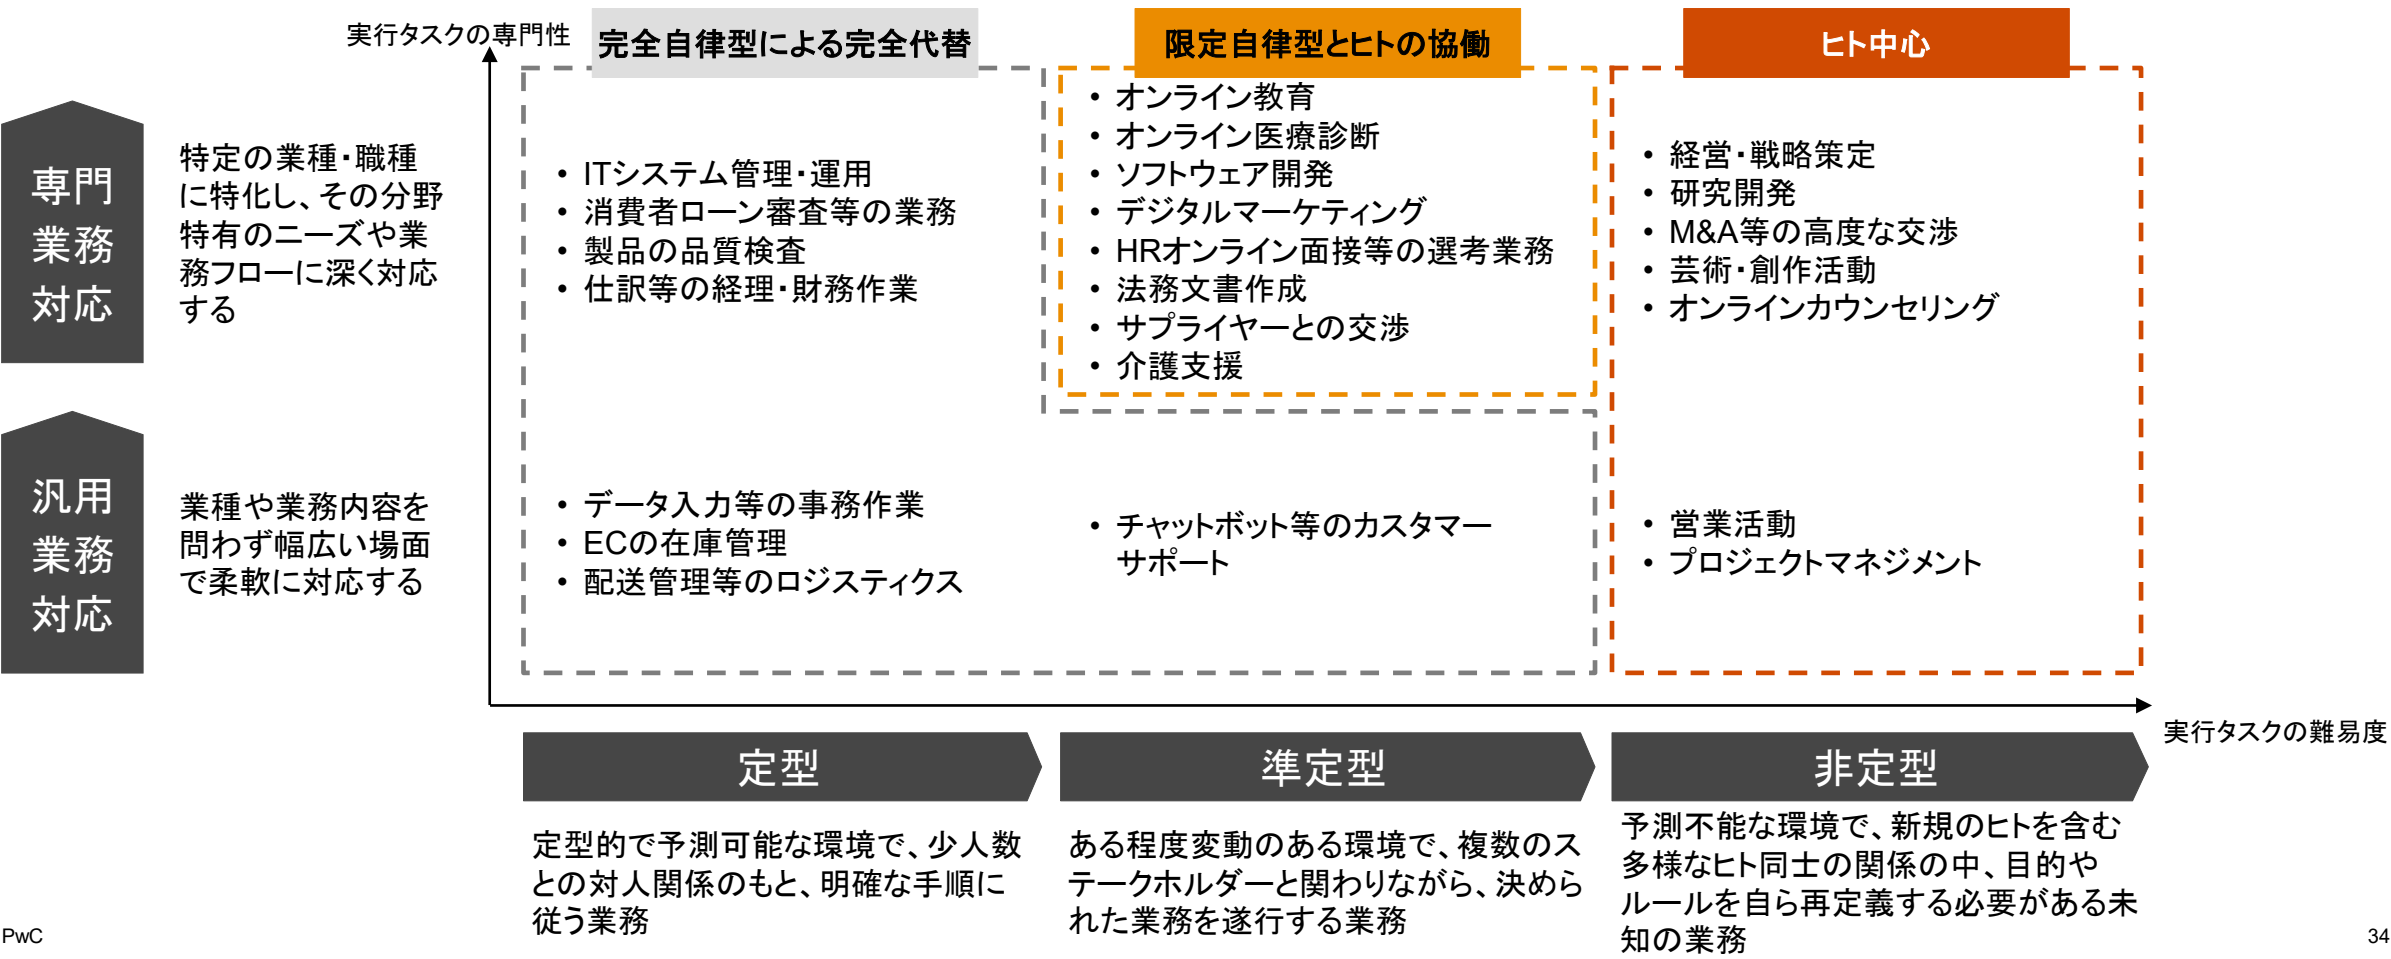 実行タスクの専門性
完全自律型による完全代替
限定自律型とヒトの協働
ヒト中心
専門
業務
対応
特定の業種・職種
に特化し、その分野
特有のニーズや業
務フローに深く対応
する
• ITシステム管理・運用
• 消費者ローン審査等の業務
• 製品の品質検査
• 仕訳等の経理・財務作業
• オンライン教育
• オンライン医療診断
• ソフトウェア開発
• デジタルマーケティング
• HRオンライン面接等の選考業務
• 法務文書作成
• サプライヤーとの交渉
• 介護支援
• 経営・戦略策定
• 研究開発
• M&A等の高度な交渉
• 芸術・創作活動
• オンラインカウンセリング
汎用
業務
対応
業種や業務内容を
問わず幅広い場面
で柔軟に対応する
• データ入力等の事務作業
• ECの在庫管理
• 配送管理等のロジスティクス
• チャットボット等のカスタマー
サポート
• 営業活動
• プロジェクトマネジメント
実行タスクの難易度
定型
準定型
非定型
定型的で予測可能な環境で、少人数
との対人関係のもと、明確な手順に
従う業務
ある程度変動のある環境で、複数のス
テークホルダーと関わりながら、決めら
れた業務を遂行する業務
予測不能な環境で、新規のヒトを含む
多様なヒト同士の関係の中、目的や
ルールを自ら再定義する必要がある未
知の業務
PwC
34